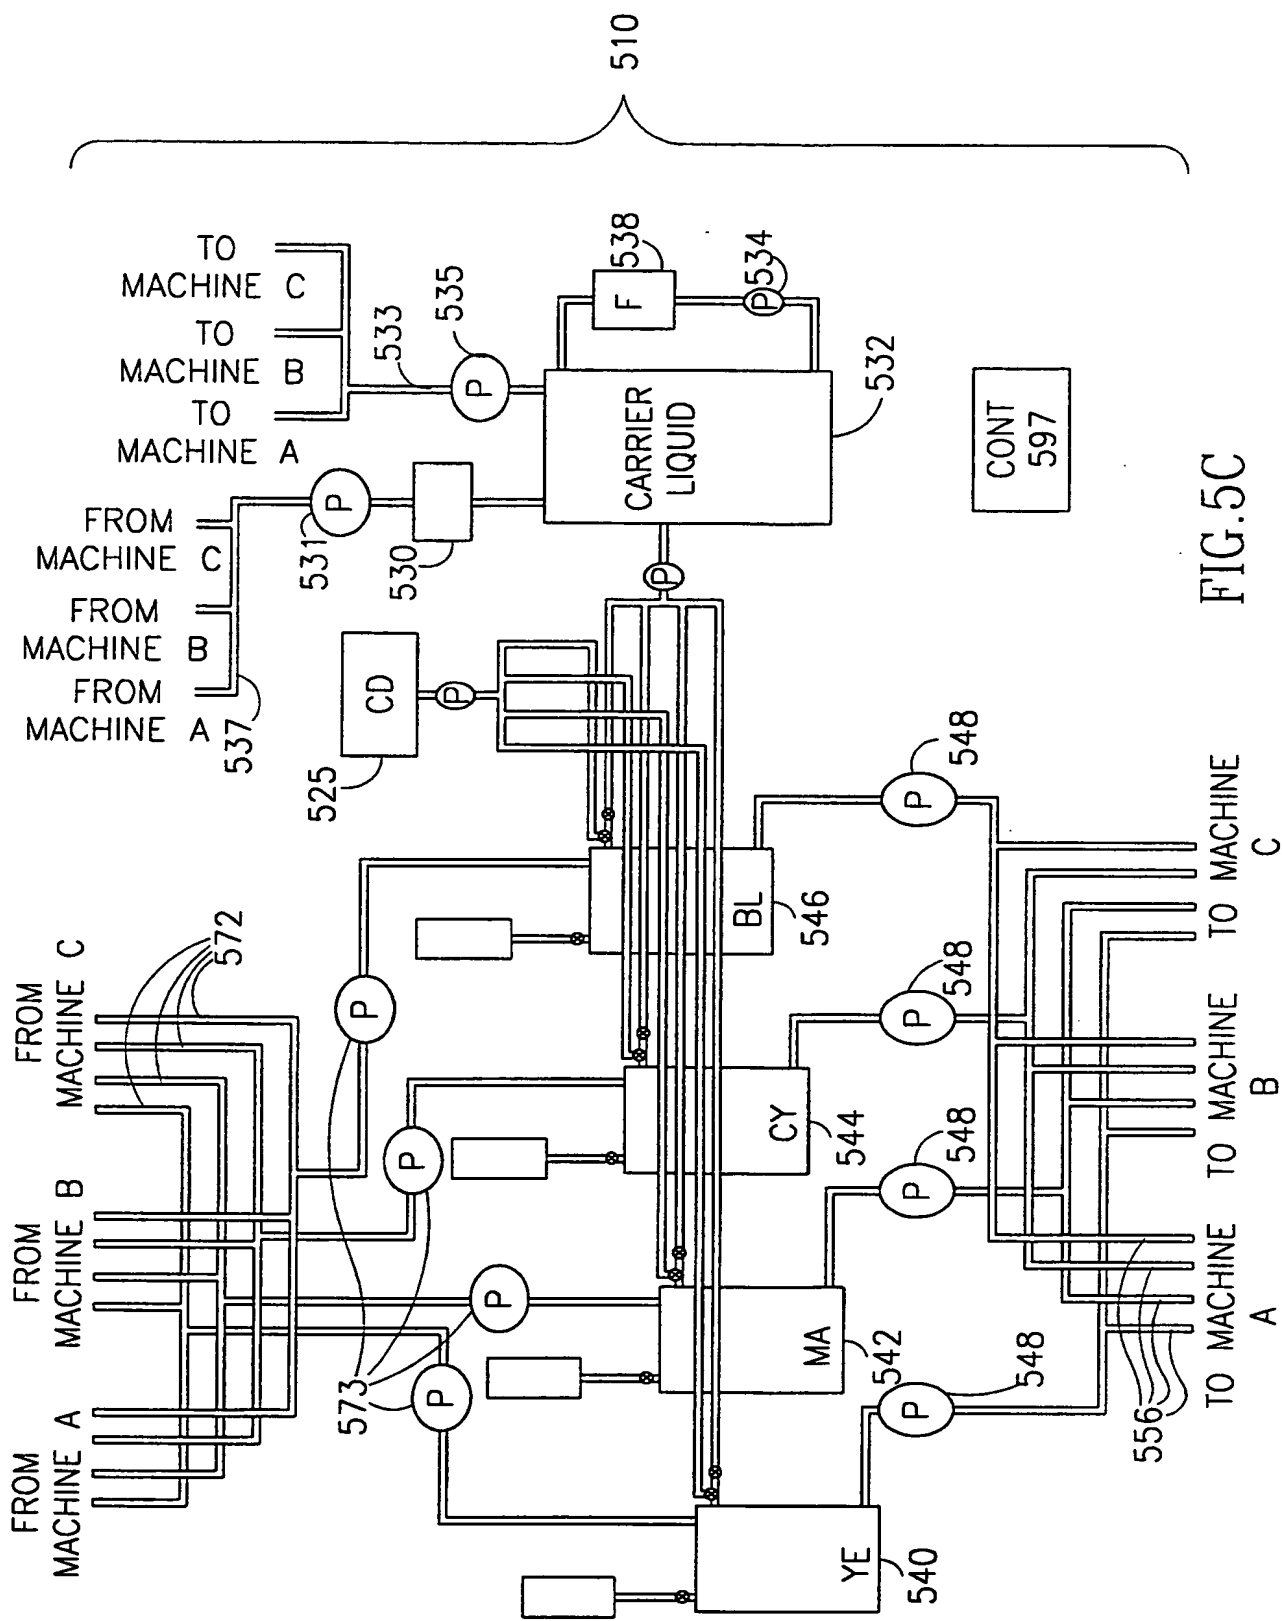 510
TO
MACHINE C
TO
MACHINE B
TO
MACHINE A
533
535
P
F
538
P
534
FROM
MACHINE C
FROM
MACHINE B
FROM
MACHINE A
537
531
P
530
CARRIER
LIQUID
532
P
CONT
597
525
CD
P
FROM
MACHINE C
FROM
MACHINE B
FROM
MACHINE A
572
573
P
P
P
P
BL
546
CY
544
MA
542
YE
540
P
548
P
548
P
548
P
548
556
TO MACHINE
A
TO MACHINE
B
TO MACHINE
C
FIG.5C